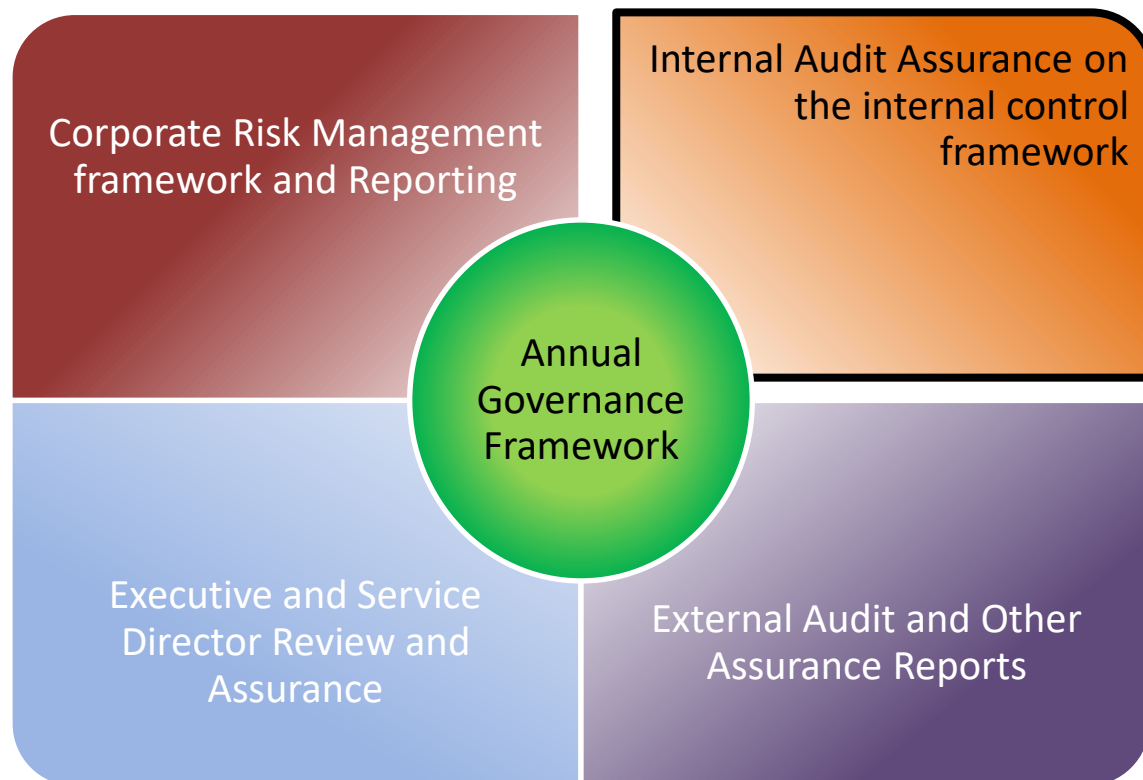 Corporate Risk Management
framework and Reporting
Internal Audit Assurance on
the internal control
framework
Annual
Governance
Framework
Executive and Service
Director Review and
Assurance
External Audit and Other
Assurance Reports